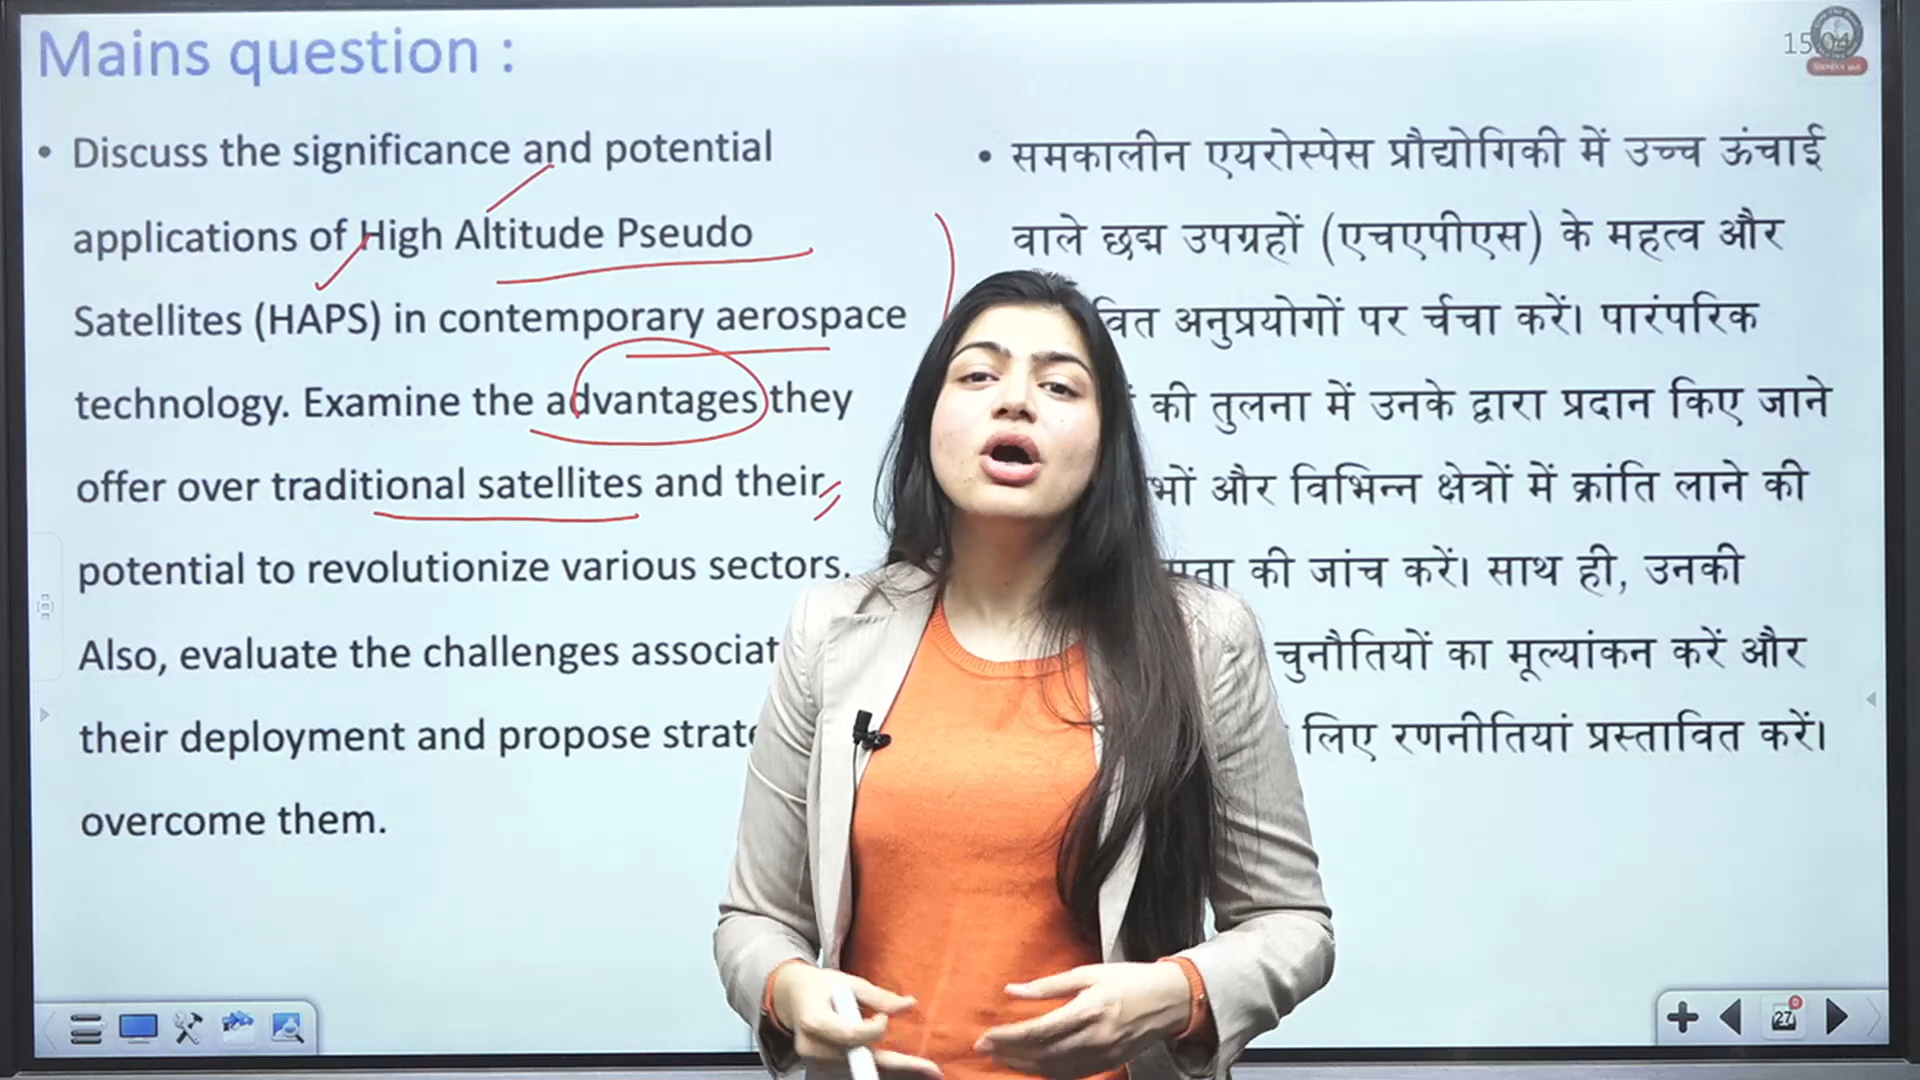 Mains question :
• Discuss the significance and potential
applications of High Altitude Pseudo
Satellites (HAPS) in contemporary aerospace
technology. Examine the advantages they
offer over traditional satellites and their
potential to revolutionize various sectors.
Also, evaluate the challenges
their deployment and propose
overcome them.
• समकालीन एयरोस्पेस प्रौद्योगिकी में उच्च ऊंचाई
वाले छद्म उपग्रहों (एचएपीएस) के महत्व और
अनुप्रयोगों पर र्चचा करें। पारंपरिक
की तुलना में उनके द्वारा प्रदान किए जाने
और विभिन्न क्षेत्रों में क्रांति लाने की
की जांच करें। साथ ही, उनकी
चुनौतियों का मूल्यांकन करें और
लिए रणनीतियां प्रस्तावित करें।
27